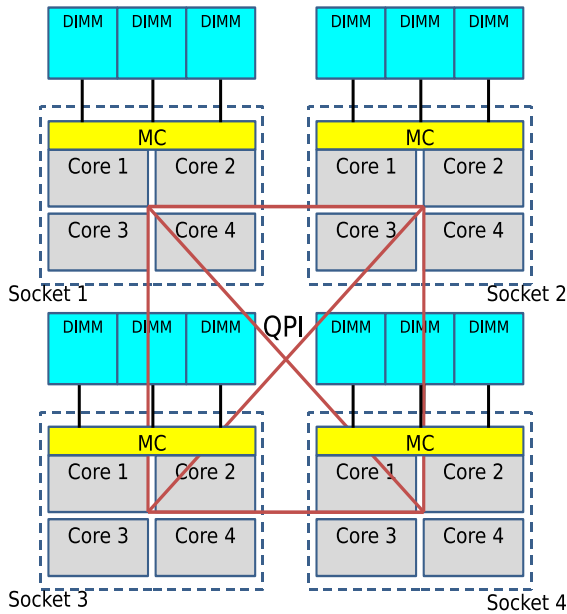 DIMM DIMM DIMM DIMM DIMM DIMM
MC MC
Core 1 Core 2 Core 1 Core 2
Core 3 Core 4 Core 3 Core 4
Socket 1 Socket 2
DIMM DIMM DIMM QPI DIMM DIMM DIMM
MC MC
Core 1 Core 2 Core 1 Core 2
Core 3 Core 4 Core 3 Core 4
Socket 3 Socket 4